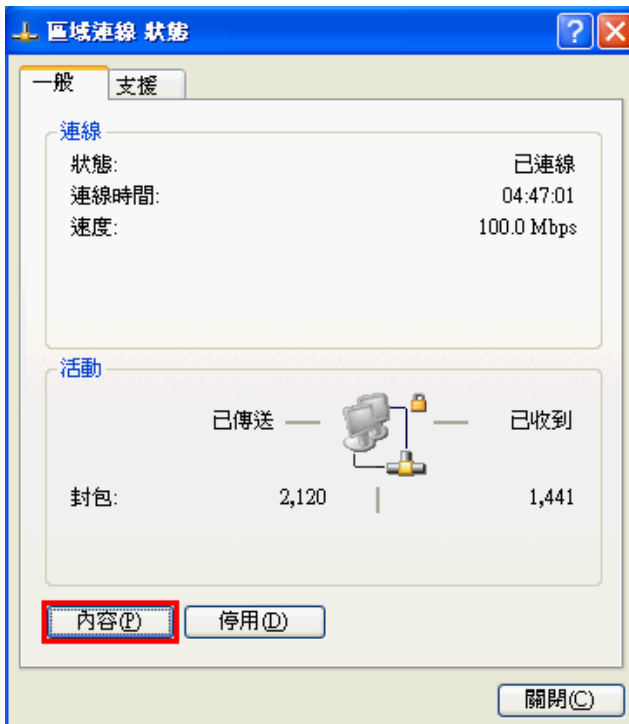 區域連線 狀態
一般 支援
連線
狀態: 已連線
連線時間: 04:47:01
速度: 100.0 Mbps
活動
已傳送 已收到
封包: 2,120 1,441
內容(P) 停用(D)
關閉(C)